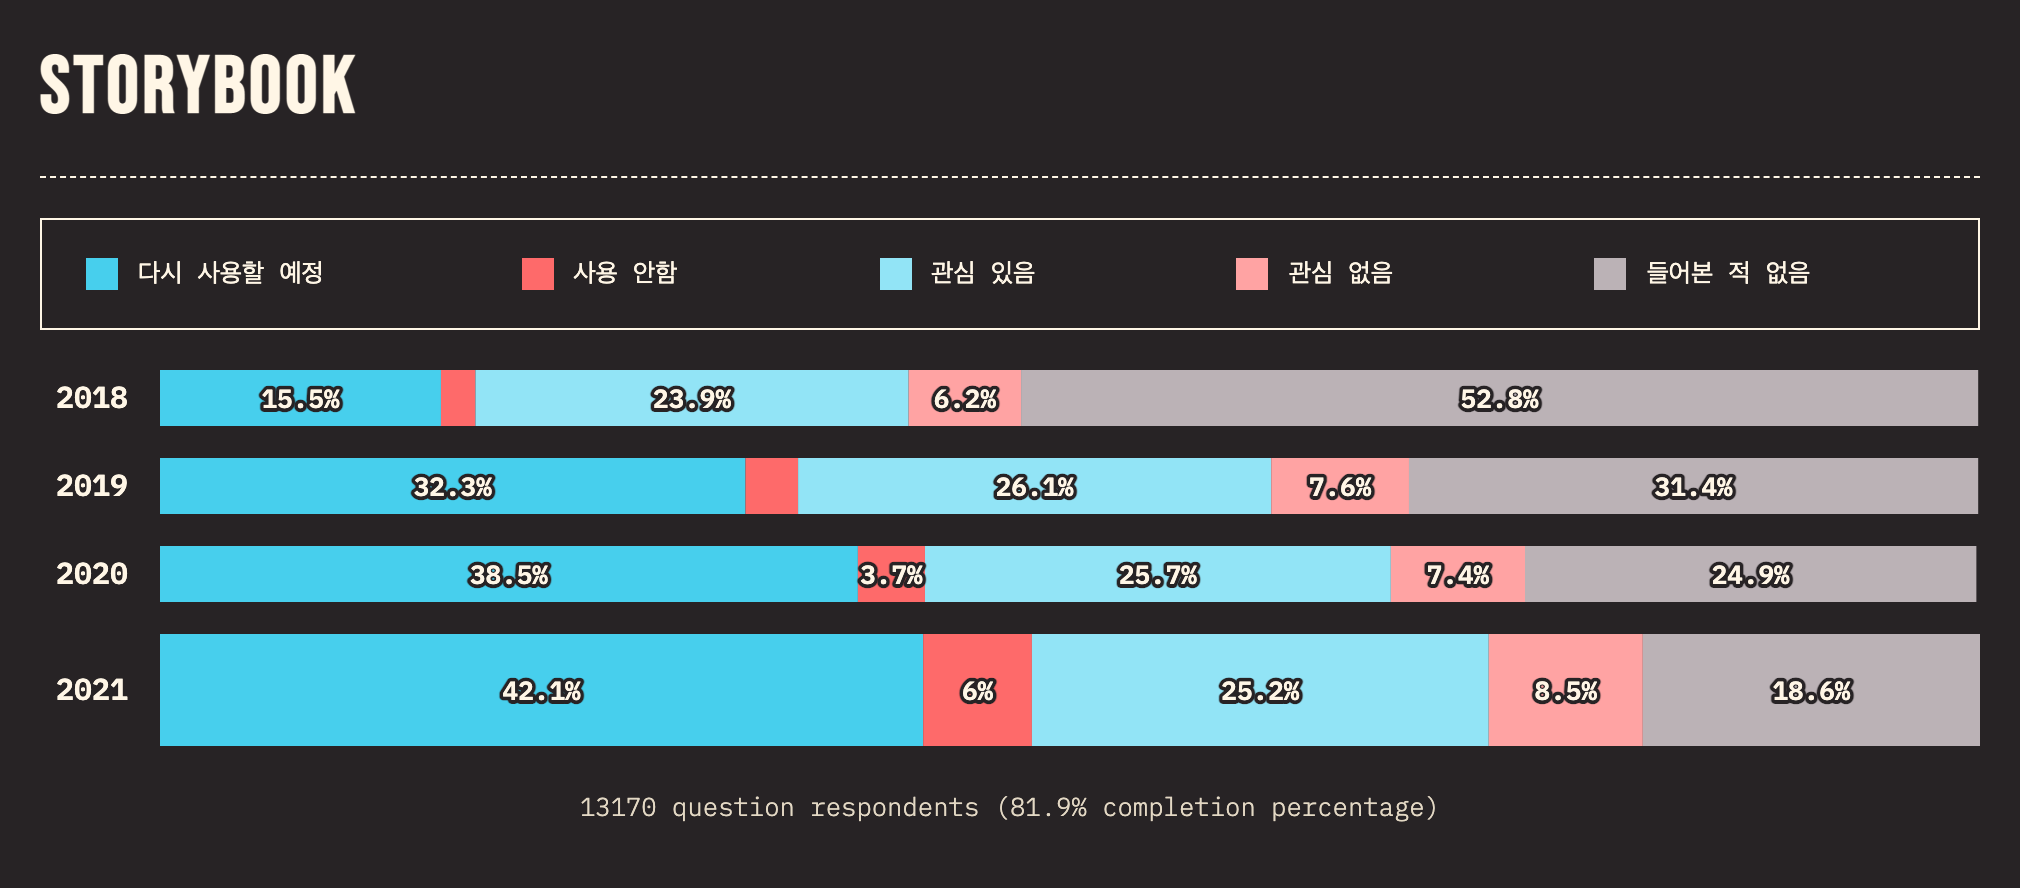 STORYBOOK
다시 사용할 예정 사용 안함 관심 있음 관심 없음 들어본 적 없음
2018 15.5% 23.9% 6.2% 52.8%
2019 32.3% 26.1% 7.6% 31.4%
2020 38.5% 3.7% 25.7% 7.4% 24.9%
2021 42.1% 6% 25.2% 8.5% 18.6%
13170 question respondents (81.9% completion percentage)